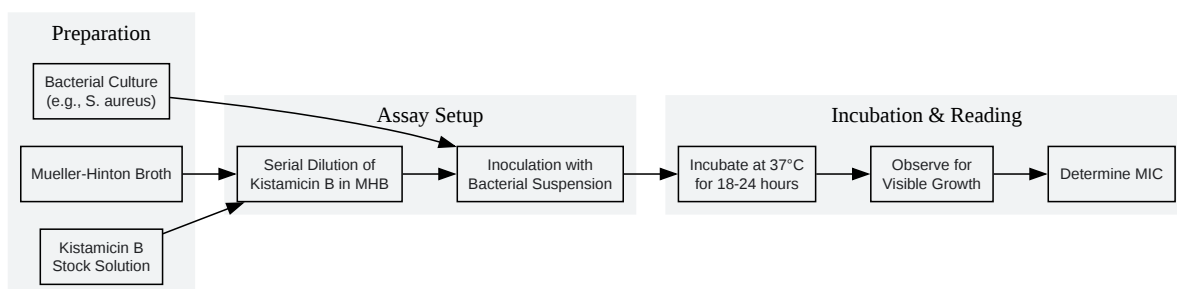 Preparation
Bacterial Culture
(e.g., S. aureus)
Mueller-Hinton Broth
Kistamicin B
Stock Solution
Assay Setup
Serial Dilution of
Kistamicin B in MHB
Inoculation with
Bacterial Suspension
Incubation & Reading
Incubate at 37°C
for 18-24 hours
Observe for
Visible Growth
Determine MIC